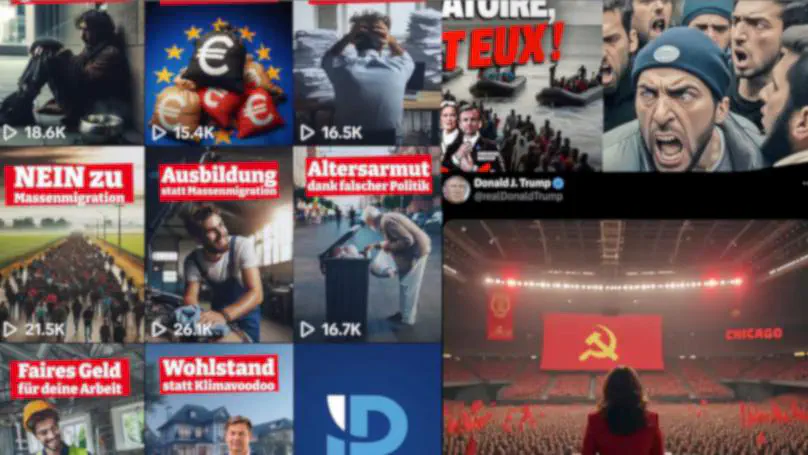 18.6K
15.4K
16.5K
NEIN zu
Massenmigration
Ausbildung
statt Massenmigration
Altersarmut
dank falscher Politik
21.5K
26.1K
16.7K
Faires Geld
für deine Arbeit
Wohlstand
statt Klimavoodoo
ATOIRE,
T EUX!
Donald J. Trump
@realDonaldTrump
CHICAGO